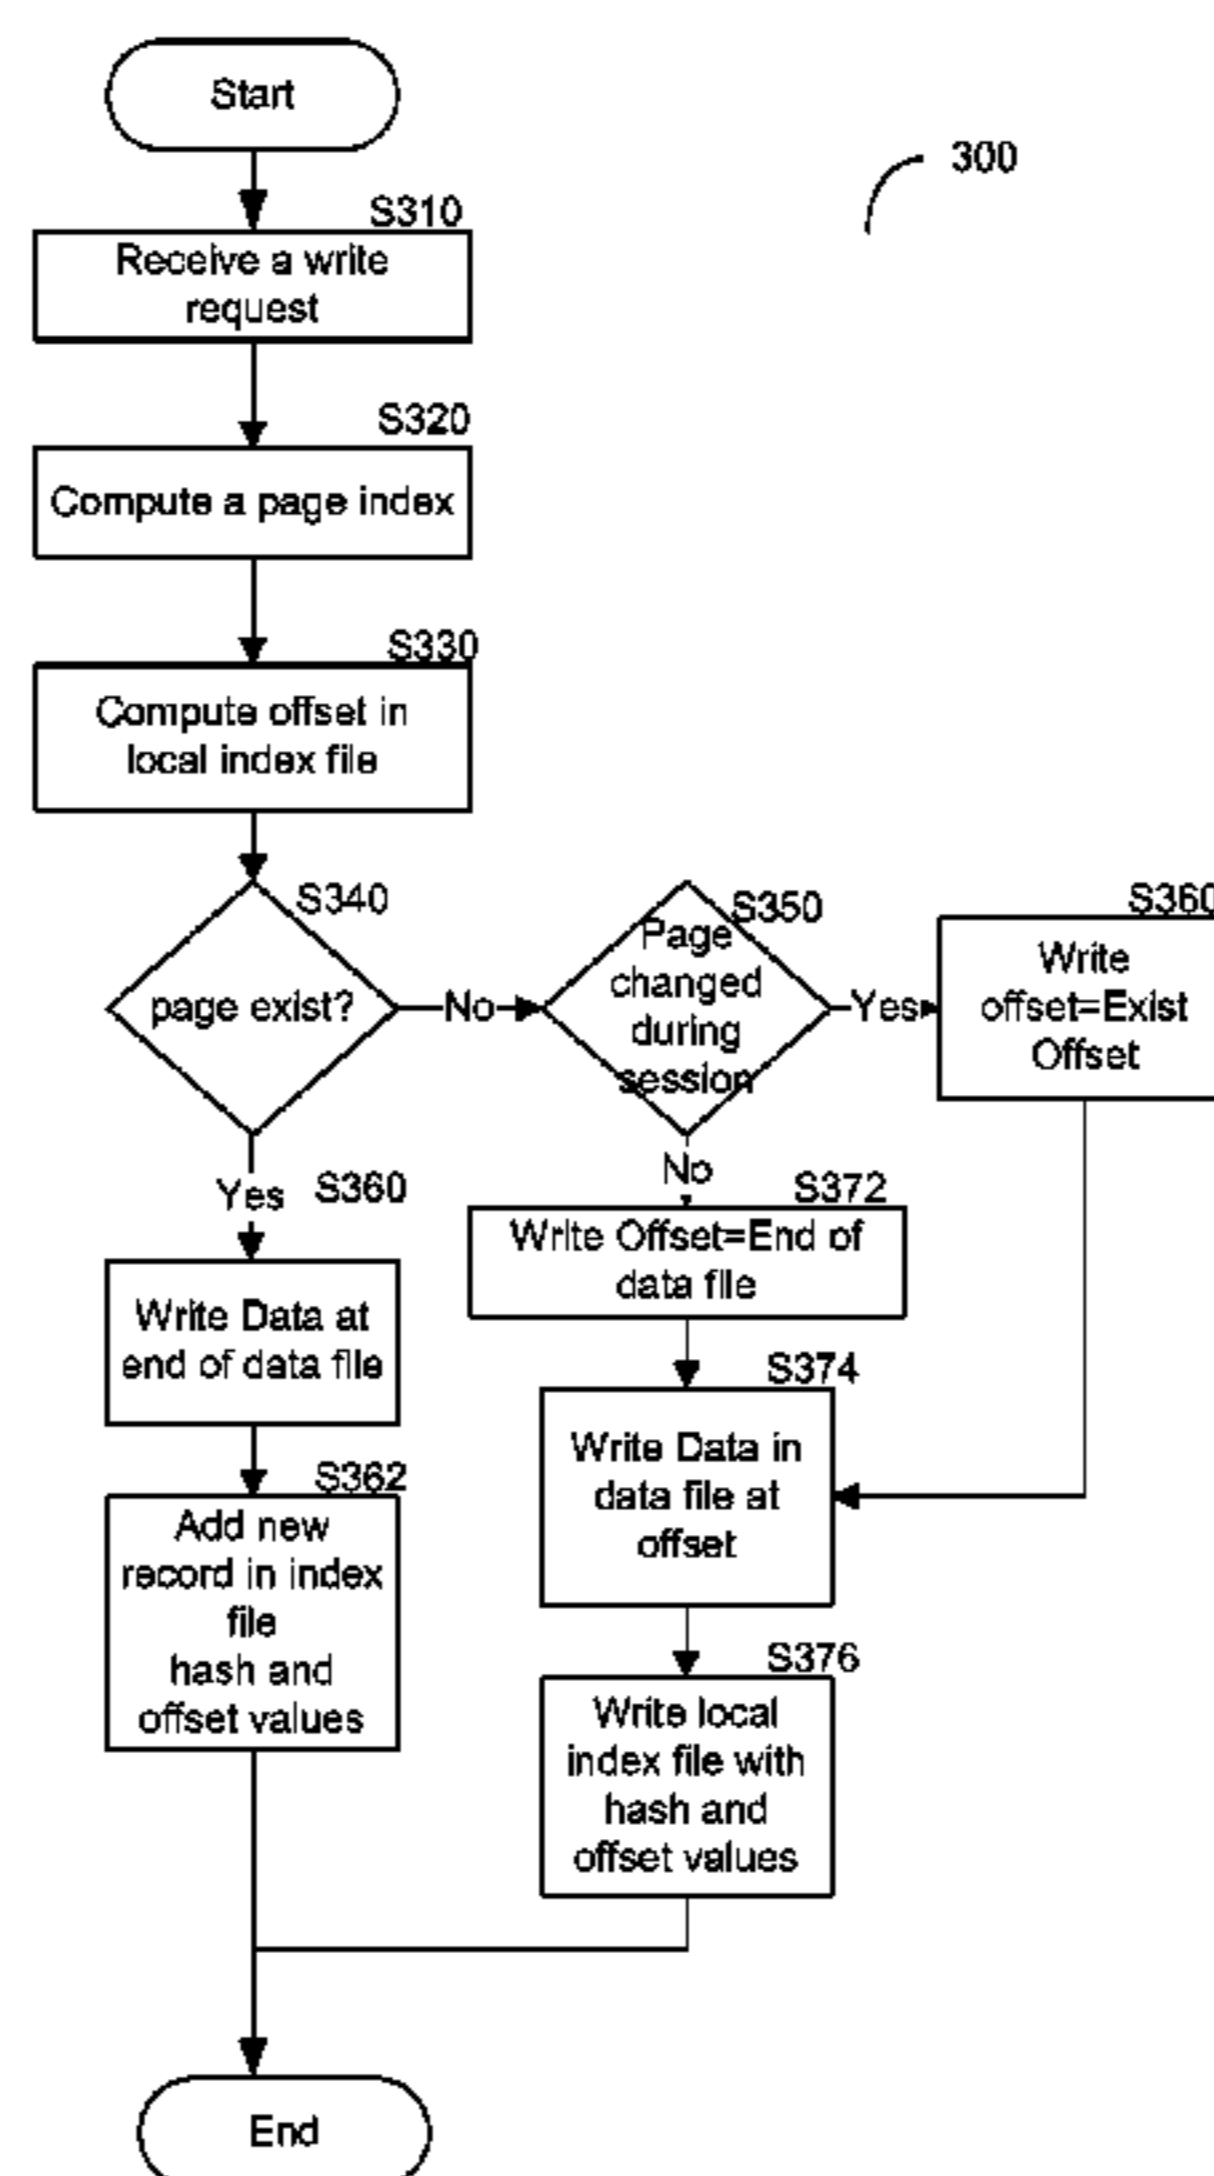 Start
300
S310
Receive a write
request
S320
Compute a page index
S330
Compute offset in
local index file
S340
page exist?
No
S350
Page
changed
during
session
Yes
S360
Write
offset=Exist
Offset
Yes
S360
Write Data at
end of data file
S362
Add new
record in index
file
hash and
offset values
No
S372
Write Offset=End of
data file
S374
Write Data in
data file at
offset
S376
Write local
index file with
hash and
offset values
End